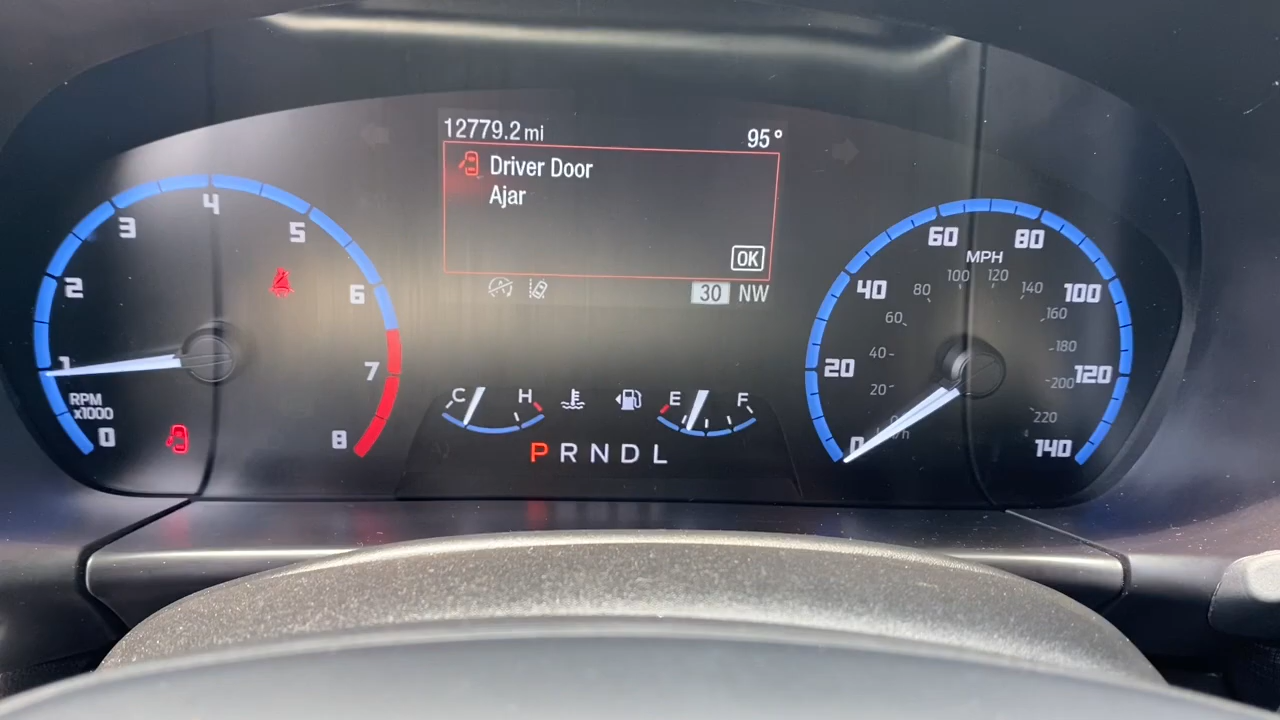 12779.2 mi
95°
Driver Door
Ajar
OK
30 NW
0
1
2
3
4
5
6
7
8
RPM
x1000
C H
E F
P R N D L
MPH
0
20
40
60
80
100
120
140
20
40
60
80
100
120
140
160
180
200
220